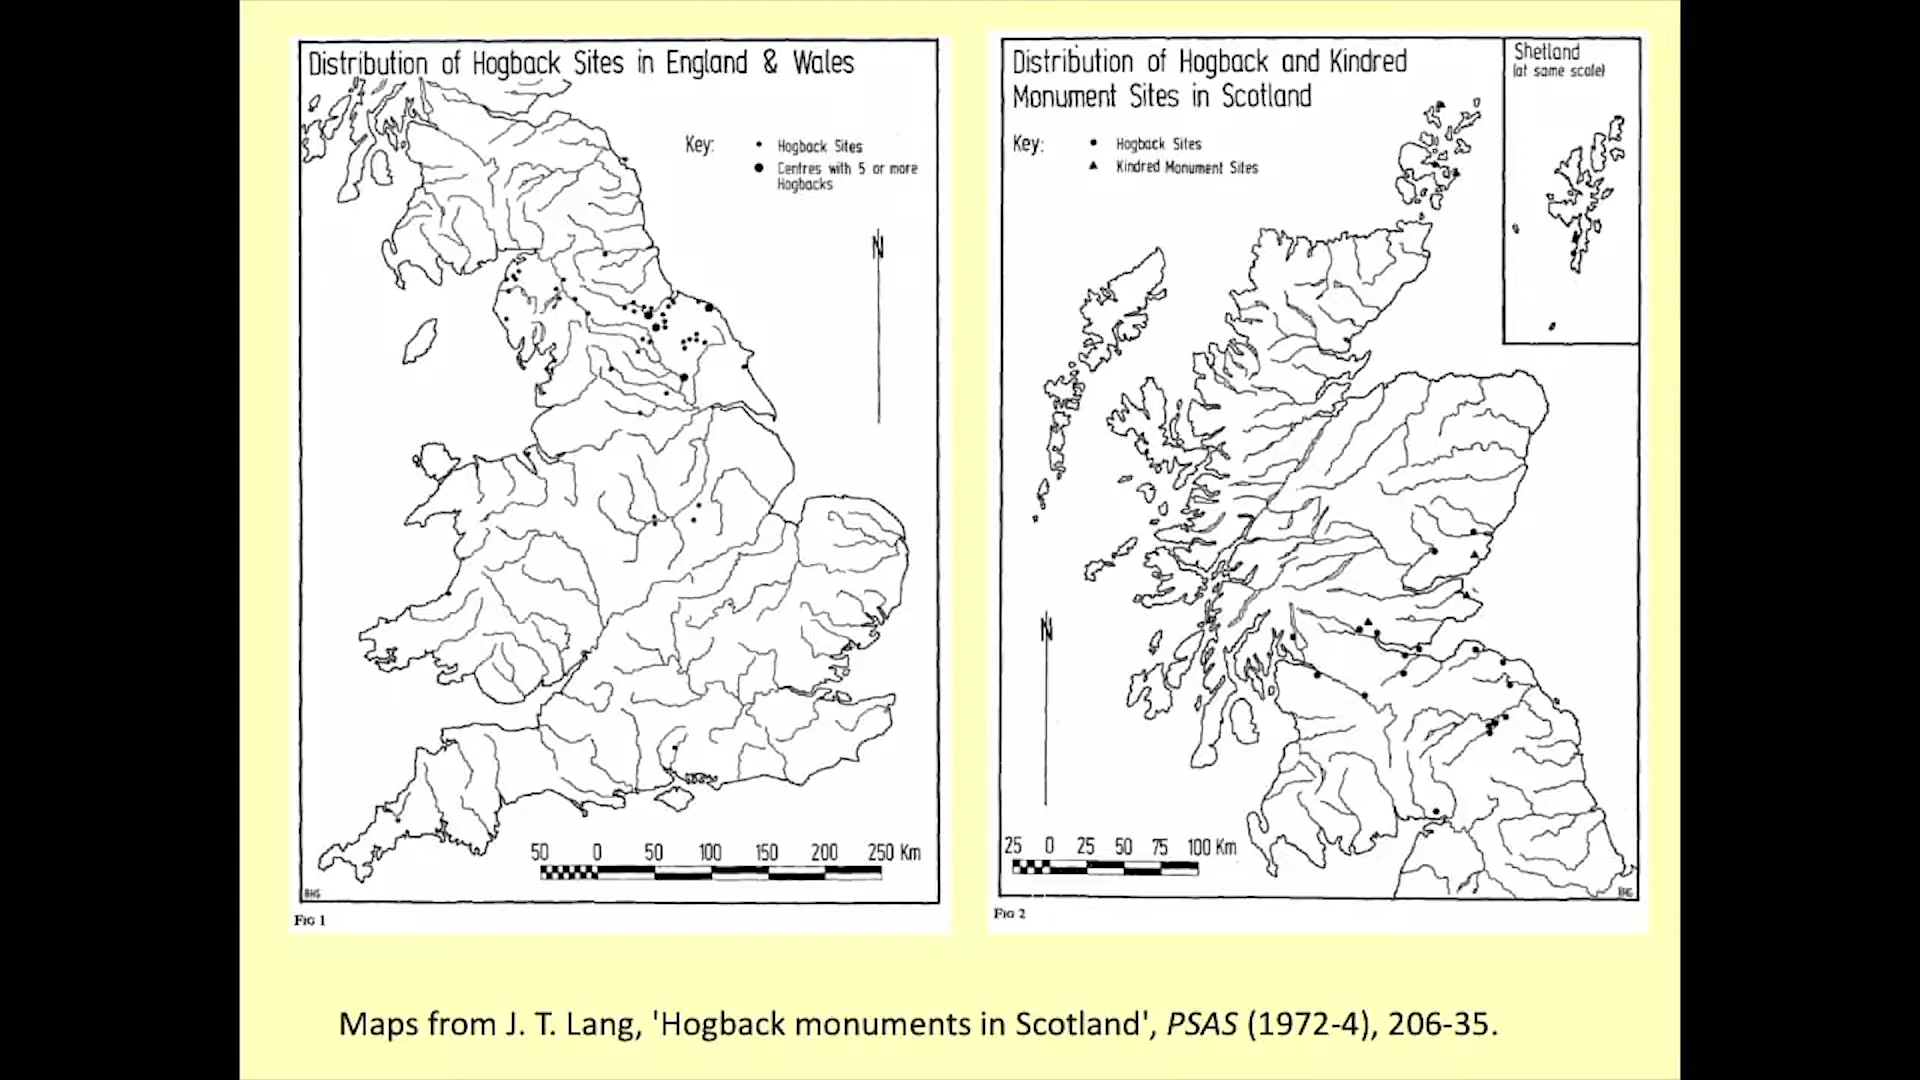 Distribution of Hogback Sites in England & Wales
Key:
Hogback Sites
Centres with 5 or more
Hogbacks
N
50 0 50 100 150 200 250 Km
BHG
FIG 1
Distribution of Hogback and Kindred
Monument Sites in Scotland
Key:
Hogback Sites
Kindred Monument Sites
Shetland
(at same scale)
N
25 0 25 50 75 100 Km
BHG
FIG 2
Maps from J. T. Lang, 'Hogback monuments in Scotland', PSAS (1972-4), 206-35.